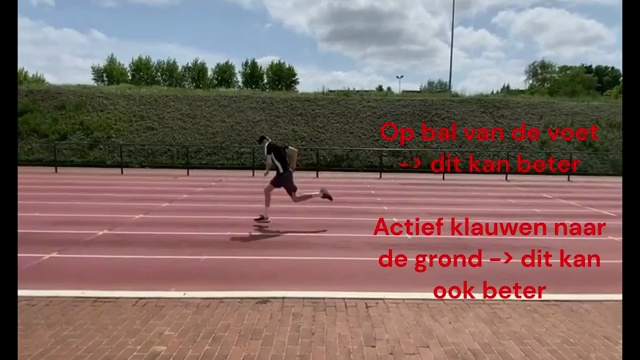 Op bal van de voet
-> dit kan beter
Actief klauwen naar
de grond -> dit kan
ook beter